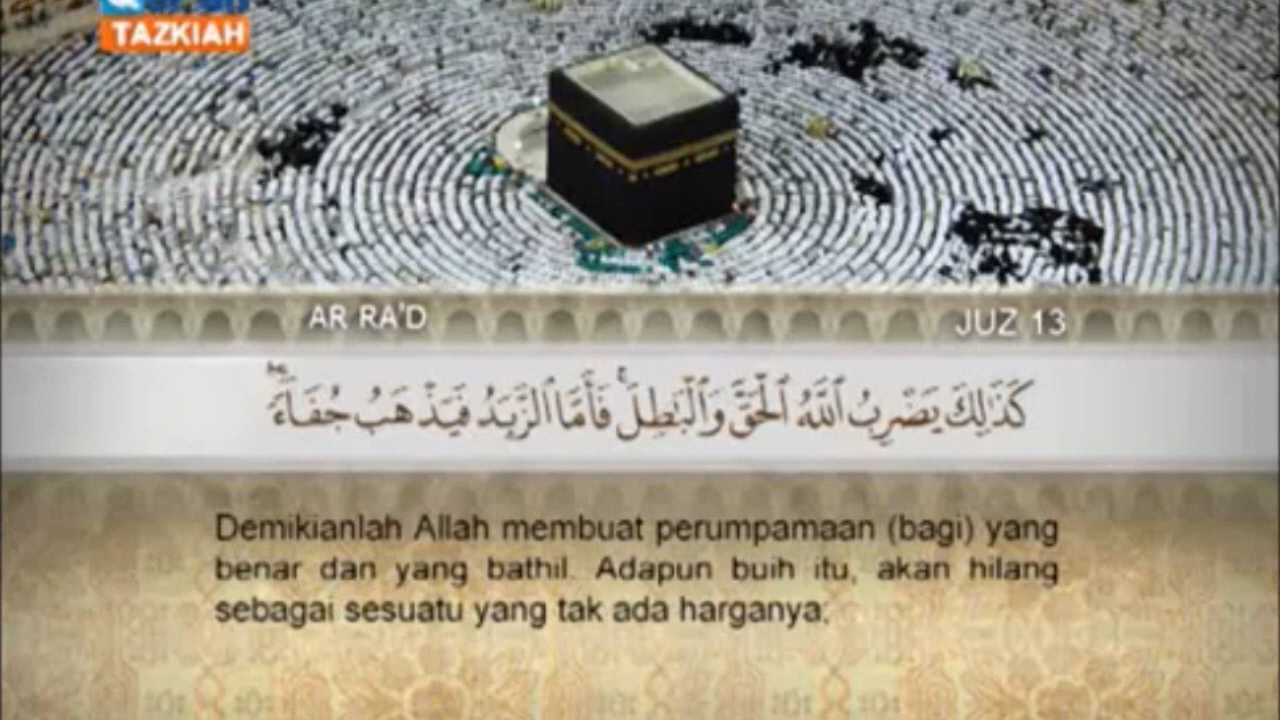 TAZKIAH
AR RA'D
JUZ 13
كَذَٰلِكَ يَضْرِبُ ٱللَّهُ ٱلْحَقَّ وَٱلْبَٰطِلَ ۚ فَأَمَّا ٱلزَّبَدُ فَيَذْهَبُ جُفَآءً ۖ
Demikianlah Allah membuat perumpamaan (bagi) yang
benar dan yang bathil. Adapun buih itu, akan hilang
sebagai sesuatu yang tak ada harganya;